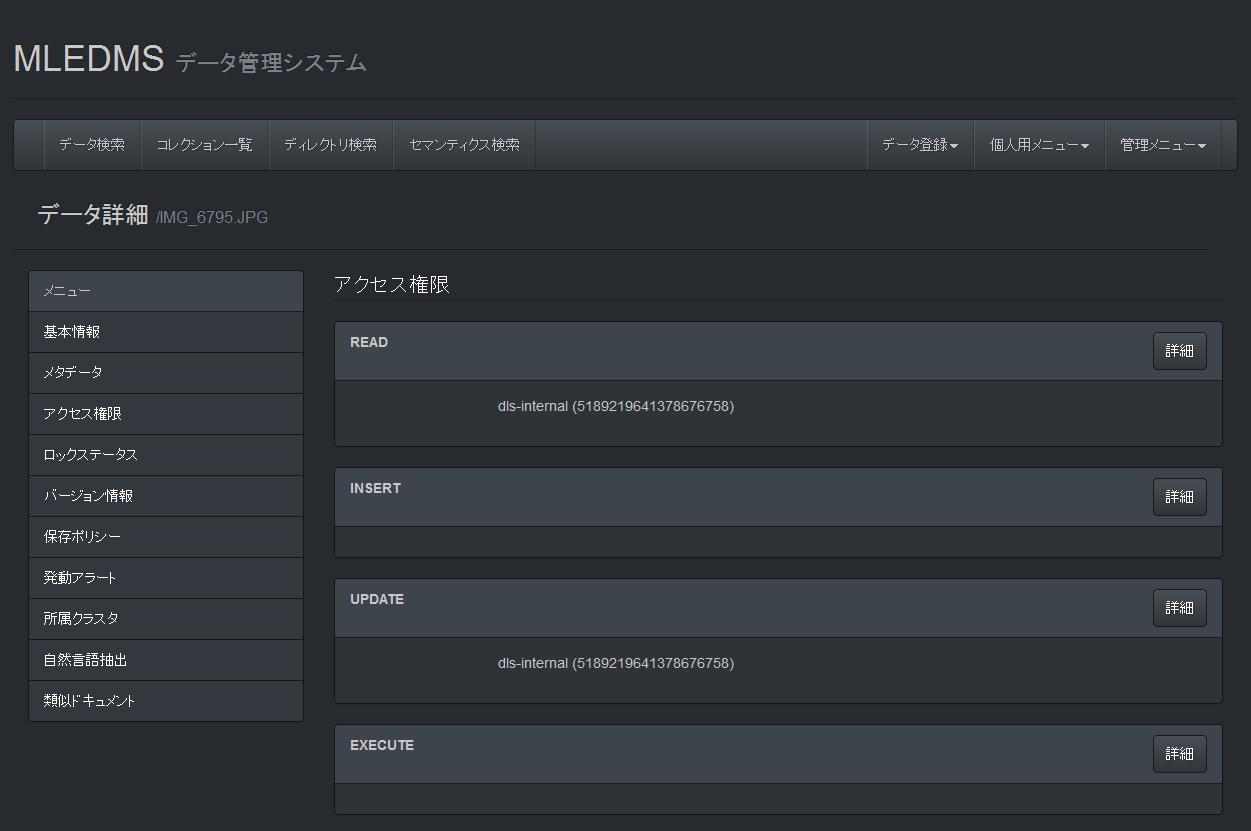 MLEDMS データ管理システム
データ検索 コレクション一覧 ディレクトリ検索 セマンティクス検索 データ登録 個人用メニュー 管理メニュー
データ詳細 /IMG_6795.JPG
メニュー
基本情報
メタデータ
アクセス権限
ロックステータス
バージョン情報
保存ポリシー
発動アラート
所属クラスタ
自然言語抽出
類似ドキュメント
アクセス権限
READ 詳細
dls-internal (5189219641378676758)
INSERT 詳細
UPDATE 詳細
dls-internal (5189219641378676758)
EXECUTE 詳細